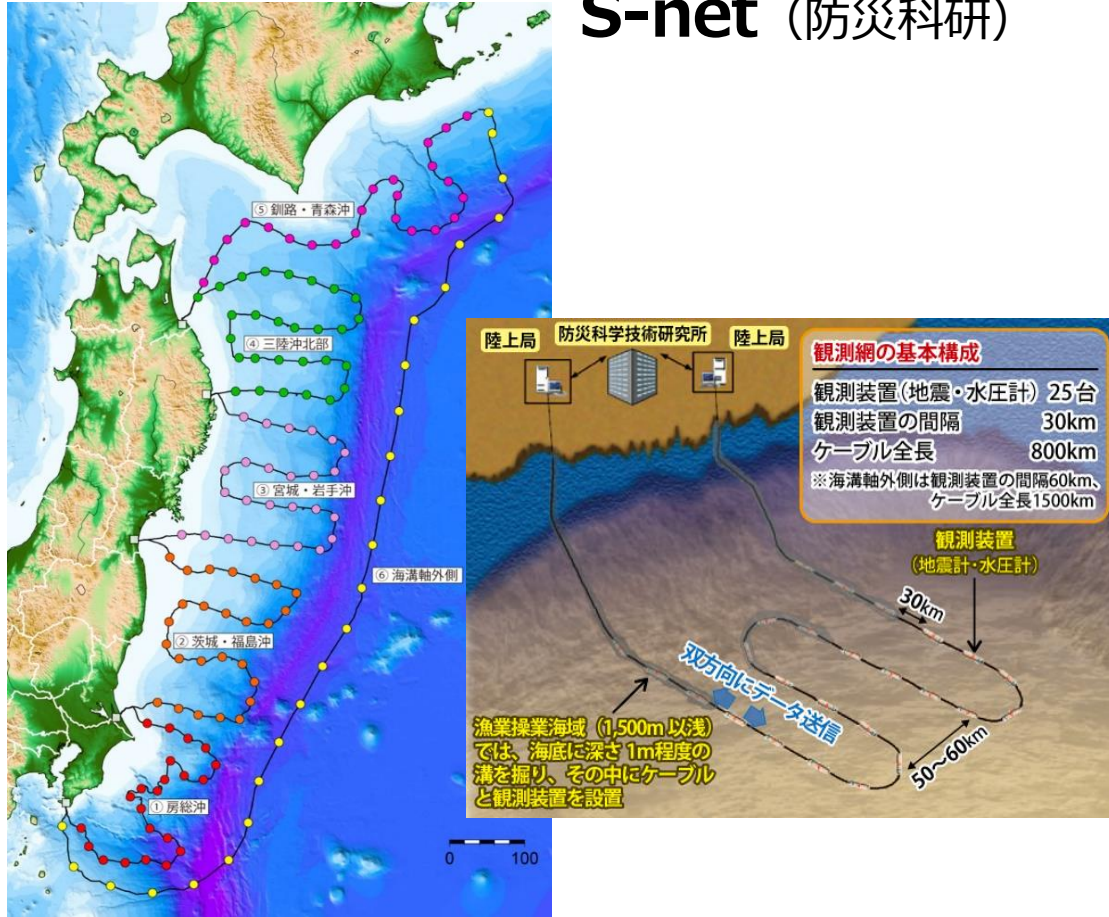 S-net（防災科研）
⑤ 釧路・青森沖
④ 三陸沖北部
③ 宮城・岩手沖
⑥ 海溝軸外側
② 茨城・福島沖
① 房総沖
0 100
陸上局 防災科学技術研究所 陸上局
観測網の基本構成
観測装置(地震・水圧計) 25台
観測装置の間隔 30km
ケーブル全長 800km
※海溝軸外側は観測装置の間隔60km、
ケーブル全長1500km
観測装置
(地震計・水圧計)
30km
双方向にデータ送信
50～60km
漁業操業海域（1,500m 以浅）
では、海底に深さ 1m程度の
溝を掘り、その中にケーブル
と観測装置を設置